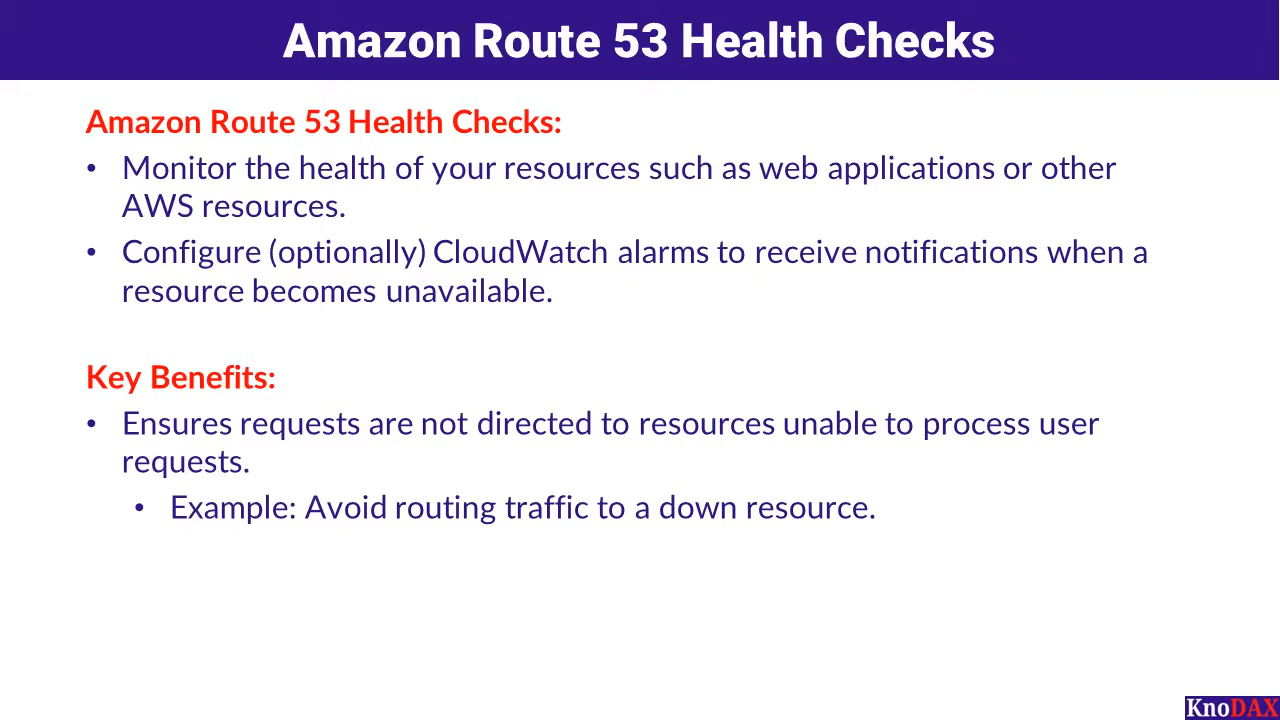 Amazon Route 53 Health Checks
Amazon Route 53 Health Checks:
• Monitor the health of your resources such as web applications or other
AWS resources.
• Configure (optionally) CloudWatch alarms to receive notifications when a
resource becomes unavailable.
Key Benefits:
• Ensures requests are not directed to resources unable to process user
requests.
• Example: Avoid routing traffic to a down resource.
KnoDAX